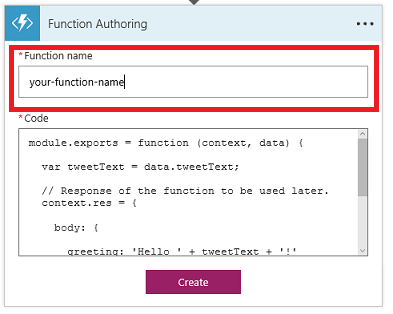 Function Authoring
*Function name
your-function-name
*Code
module.exports = function (context, data) {
var tweetText = data.tweetText;
// Response of the function to be used later.
context.res = {
body: {
greeting: 'Hello ' + tweetText + '!'
Create